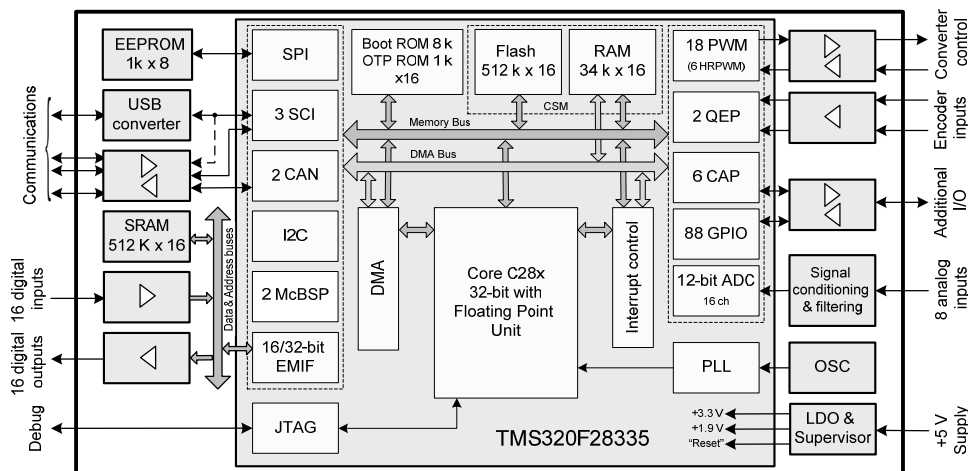 EEPROM
1k x 8
USB
converter
Communications
SRAM
512 K x 16
16 digital
inputs
16 digital
outputs
Debug
Data & Address buses
SPI
3 SCI
2 CAN
I2C
2 McBSP
16/32-bit
EMIF
JTAG
Boot ROM 8 k
OTP ROM 1 k
x16
Flash
512 k x 16
RAM
34 k x 16
CSM
Memory Bus
DMA Bus
DMA
Core C28x
32-bit with
Floating Point
Unit
Interrupt control
TMS320F28335
18 PWM
(6 HRPWM)
2 QEP
6 CAP
88 GPIO
12-bit ADC
16 ch
PLL
+3.3 V
+1.9 V
“Reset”
Signal
conditioning
& filtering
OSC
LDO &
Supervisor
Converter
control
Encoder
inputs
Additional
I/O
8 analog
inputs
+5 V
Supply